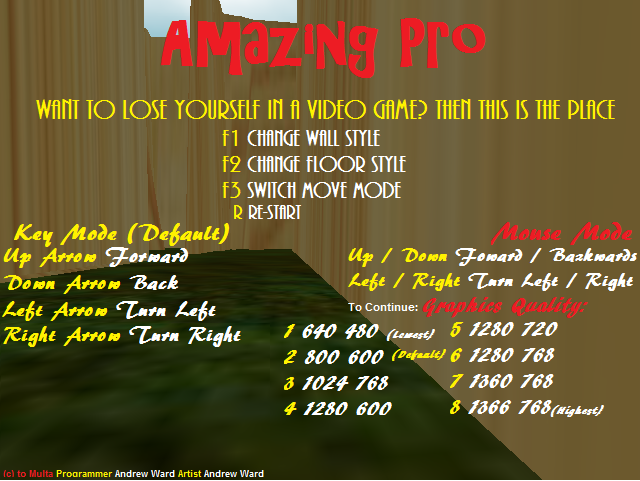 Amazing Pro
WANT TO LOSE YOURSELF IN A VIDEO GAME? THEN THIS IS THE PLACE
F1 CHANGE WALL STYLE
F2 CHANGE FLOOR STYLE
F3 SWITCH MOVE MODE
R RE-START
Key Mode (Default)
Up Arrow Forward
Down Arrow Back
Left Arrow Turn Left
Right Arrow Turn Right
Mouse Mode
Up / Down Foward / Backwards
Left / Right Turn Left / Right
To Continue: Graphics Quality:
1 640 480 (Lowest)
2 800 600 (Default)
3 1024 768
4 1280 600
5 1280 720
6 1280 768
7 1360 768
8 1366 768 (Highest)
(c) to Multa Programmer Andrew Ward Artist Andrew Ward